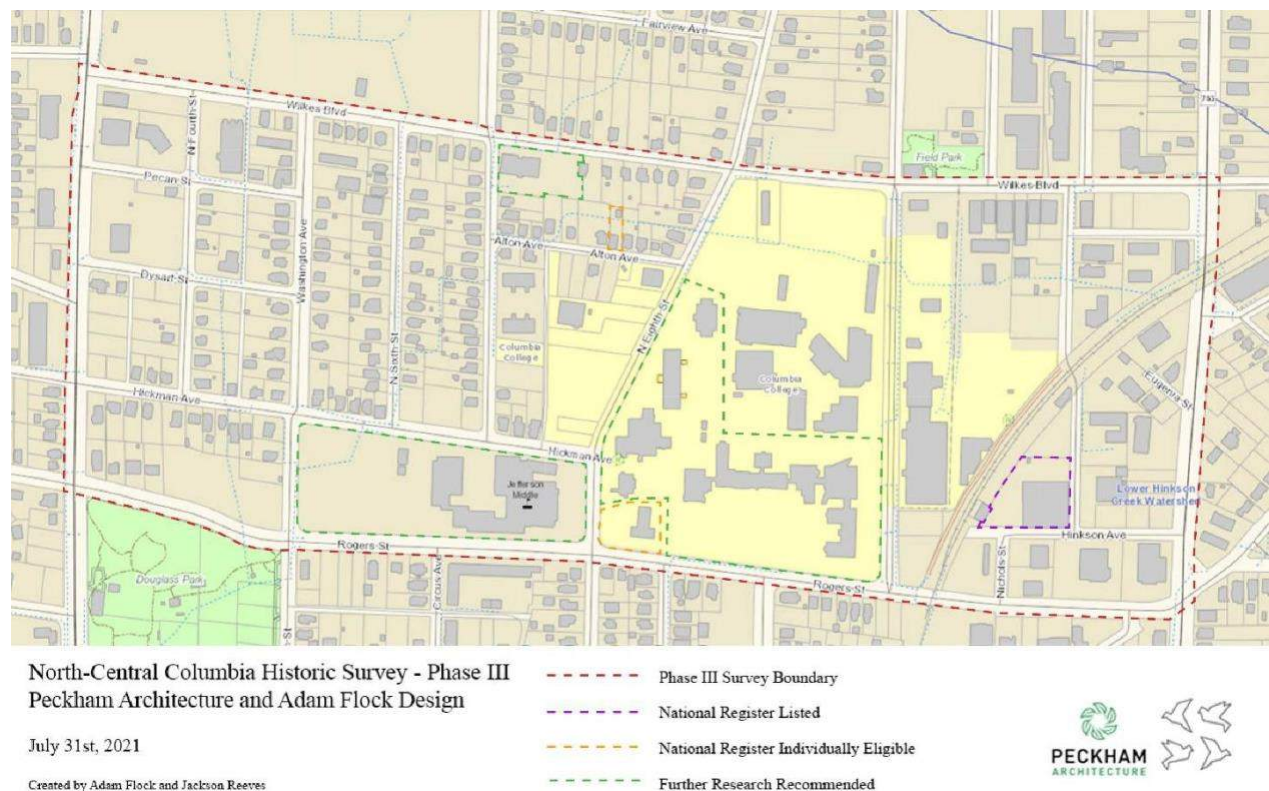 Fairview Ave
Wilkes Blvd
N Fourth St
Pecan St
Field Park
Wilkes Blvd
Washington Ave
Alton Ave
Alton Ave
Dysart St
N Sixth St
N Eighth St
Columbia
College
Columbia
College
Eugenia St
Hickman Ave
Hickman Ave
Jefferson
Middle
Lower Hinkson
Creek Watershed
Hinkson Ave
Rogers St
Douglass Park
Circus Ave
Rogers St
Nichols St
North-Central Columbia Historic Survey - Phase III
Peckham Architecture and Adam Flock Design
July 31st, 2021
Created by Adam Flock and Jackson Reeves
Phase III Survey Boundary
National Register Listed
National Register Individually Eligible
Further Research Recommended
PECKHAM
ARCHITECTURE